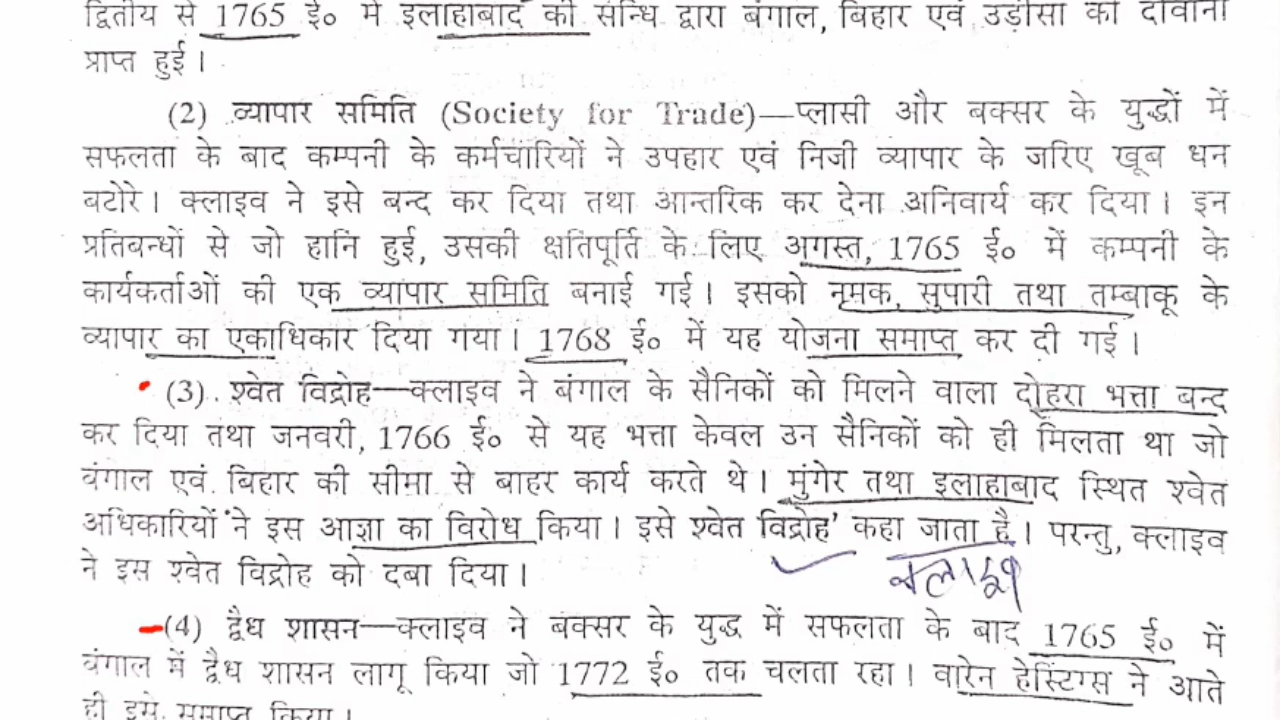 द्वितीय से 1765 ई० में इलाहाबाद की सन्धि द्वारा बंगाल, बिहार एवं उड़ीसा की दीवानी
प्राप्त हुई।
(2) व्यापार समिति (Society for Trade)—प्लासी और बक्सर के युद्धों में
सफलता के बाद कम्पनी के कर्मचारियों ने उपहार एवं निजी व्यापार के जरिए खूब धन
बटोरे। क्लाइव ने इसे बन्द कर दिया तथा आन्तरिक कर देना अनिवार्य कर दिया। इन
प्रतिबन्धों से जो हानि हुई, उसकी क्षतिपूर्ति के लिए अगस्त, 1765 ई० में कम्पनी के
कार्यकर्ताओं की एक व्यापार समिति बनाई गई। इसको नमक, सुपारी तथा तम्बाकू के
व्यापार का एकाधिकार दिया गया। 1768 ई० में यह योजना समाप्त कर दी गई।
(3) श्वेत विद्रोह—क्लाइव ने बंगाल के सैनिकों को मिलने वाला दोहरा भत्ता बन्द
कर दिया तथा जनवरी, 1766 ई० से यह भत्ता केवल उन सैनिकों को ही मिलता था जो
बंगाल एवं बिहार की सीमा से बाहर कार्य करते थे। मुंगेर तथा इलाहाबाद स्थित श्वेत
अधिकारियों ने इस आज्ञा का विरोध किया। इसे श्वेत विद्रोह' कहा जाता है। परन्तु, क्लाइव
ने इस श्वेत विद्रोह को दबा दिया।
क्लाइव
(4) द्वैध शासन—क्लाइव ने बक्सर के युद्ध में सफलता के बाद 1765 ई० में
बंगाल में द्वैध शासन लागू किया जो 1772 ई० तक चलता रहा। वारेन हेस्टिंग्स ने आते
ही इसे समाप्त किया।